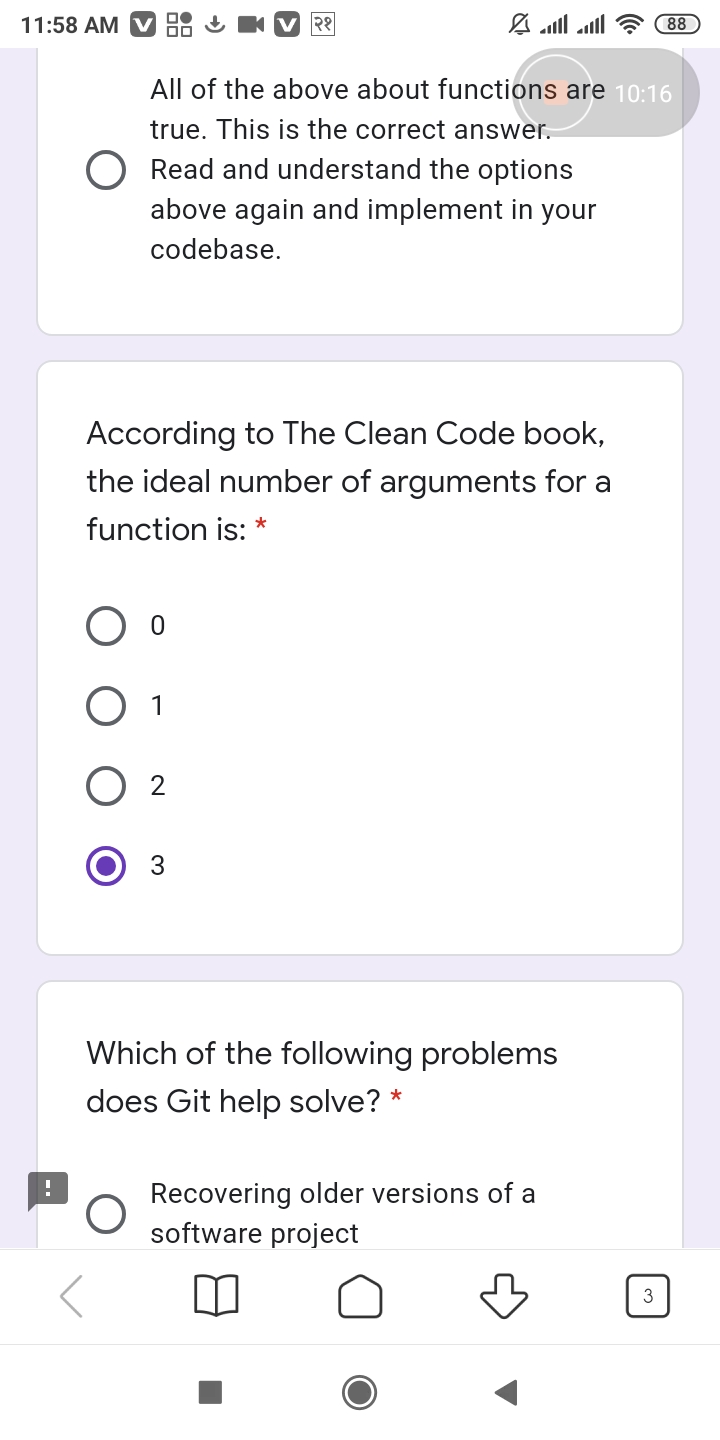 11:58 AM
२१
88
10:16
All of the above about functions are
true. This is the correct answer.
Read and understand the options
above again and implement in your
codebase.
According to The Clean Code book,
the ideal number of arguments for a
function is: *
0
1
2
3
Which of the following problems
does Git help solve? *
Recovering older versions of a
software project
3